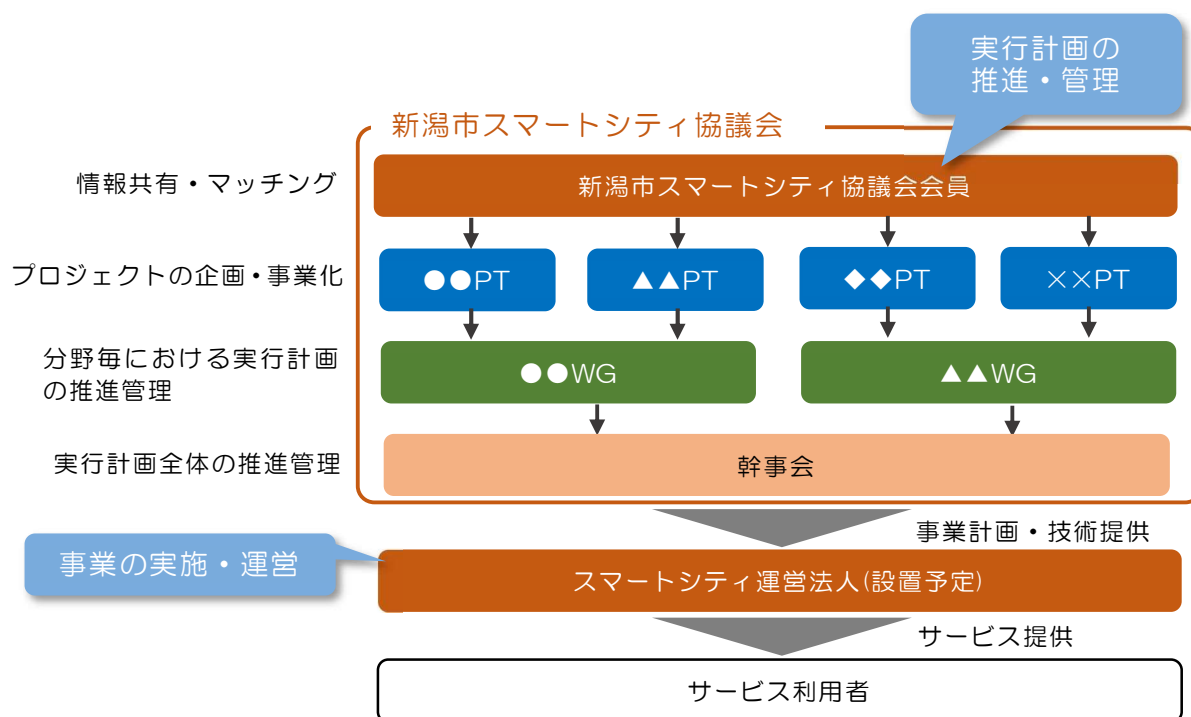 実行計画の
推進・管理
新潟市スマートシティ協議会
情報共有・マッチング
新潟市スマートシティ協議会会員
プロジェクトの企画・事業化
●●PT
▲▲PT
◆◆PT
××PT
分野毎における実行計画
の推進管理
●●WG
▲▲WG
実行計画全体の推進管理
幹事会
事業計画・技術提供
事業の実施・運営
スマートシティ運営法人(設置予定)
サービス提供
サービス利用者